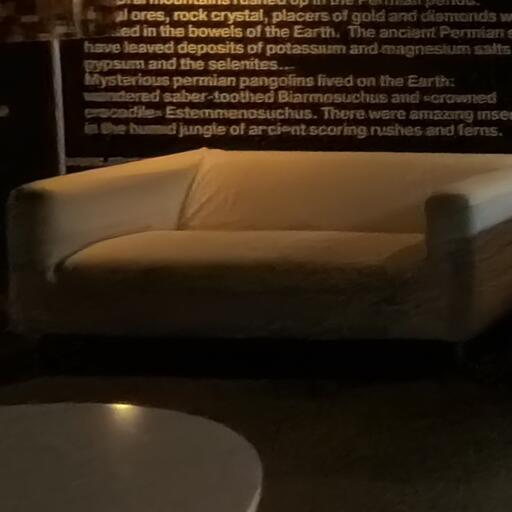 mountains rushed up in the Permian period.
ores, rock crystal, placers of gold and diamonds
in the bowels of the Earth. The ancient Permian
have leaved deposits of potassum and magnesium salts
gypsum and the selenites...
Mysterious permian pangolins lived on the Earth:
wandered saber-toothed Biarmosuchus and «crowned
crocodile» Estemmenosuchus. There were amazing
in the humid jungle of arcient scoring rushes and ferns.